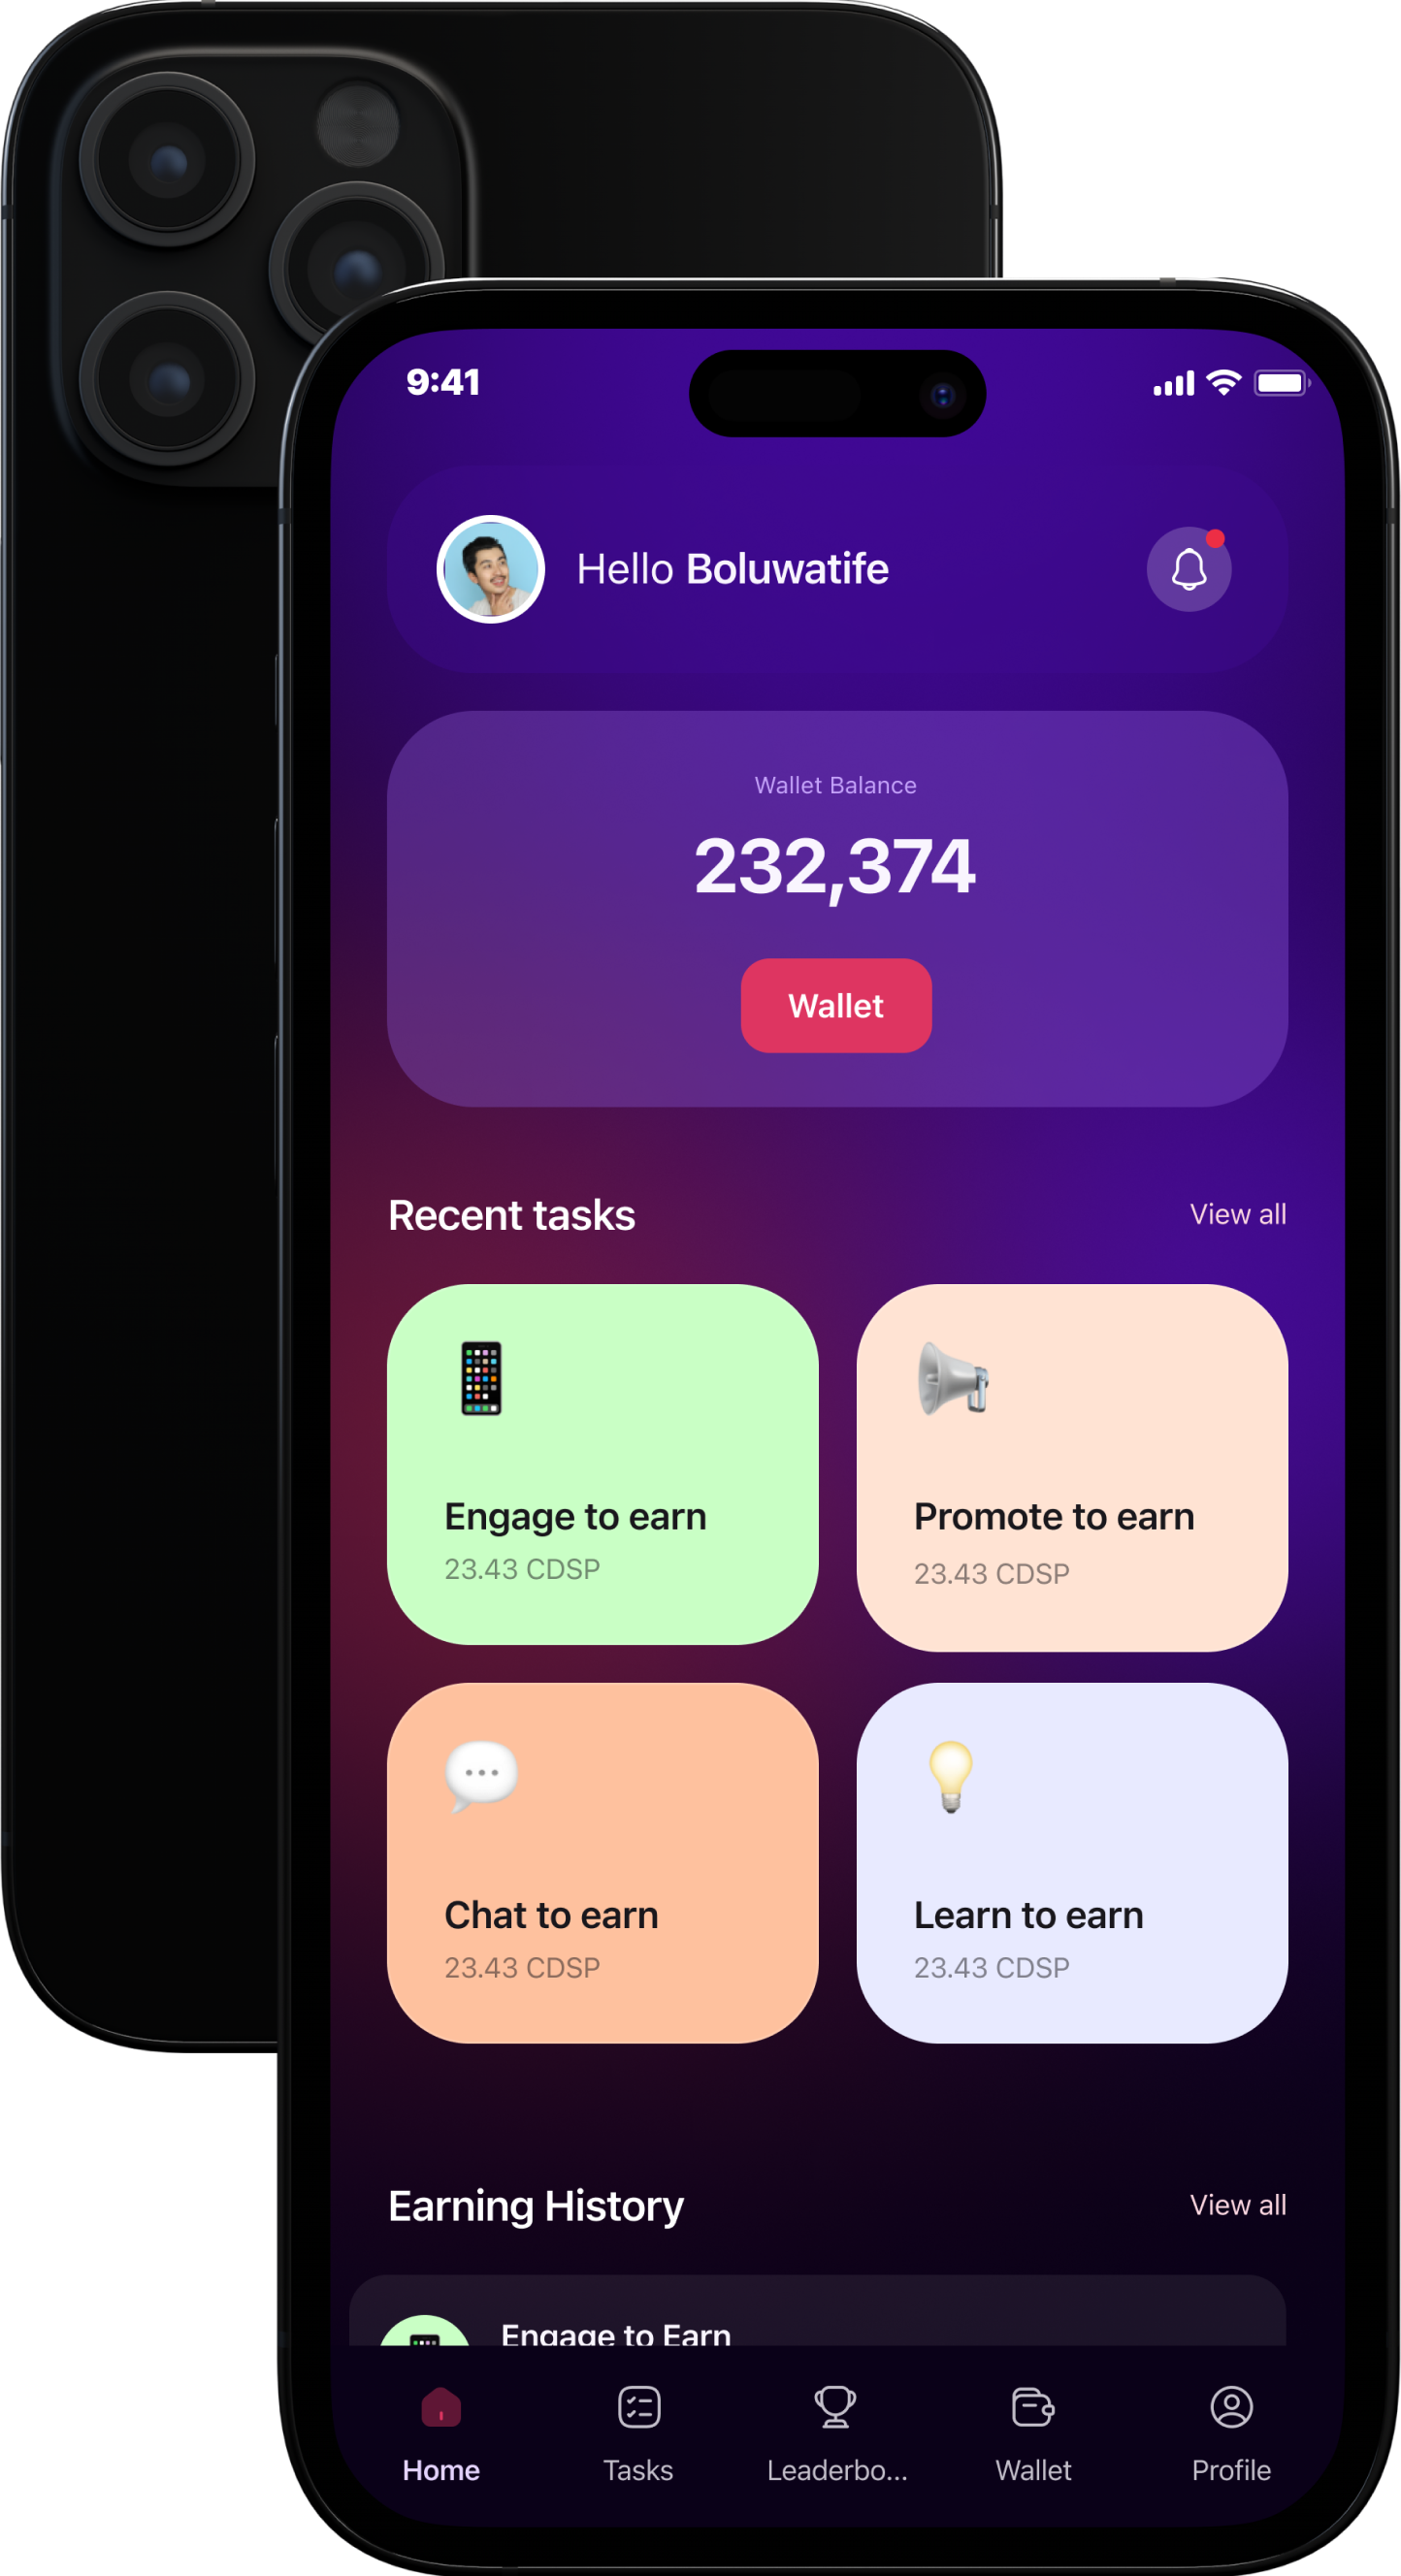 9:41
Hello Boluwatife
Wallet Balance
232,374
Wallet
Recent tasks
View all
Engage to earn
23.43 CDSP
Promote to earn
23.43 CDSP
Chat to earn
23.43 CDSP
Learn to earn
23.43 CDSP
Earning History
View all
Engage to Earn
Home
Tasks
Leaderbo...
Wallet
Profile